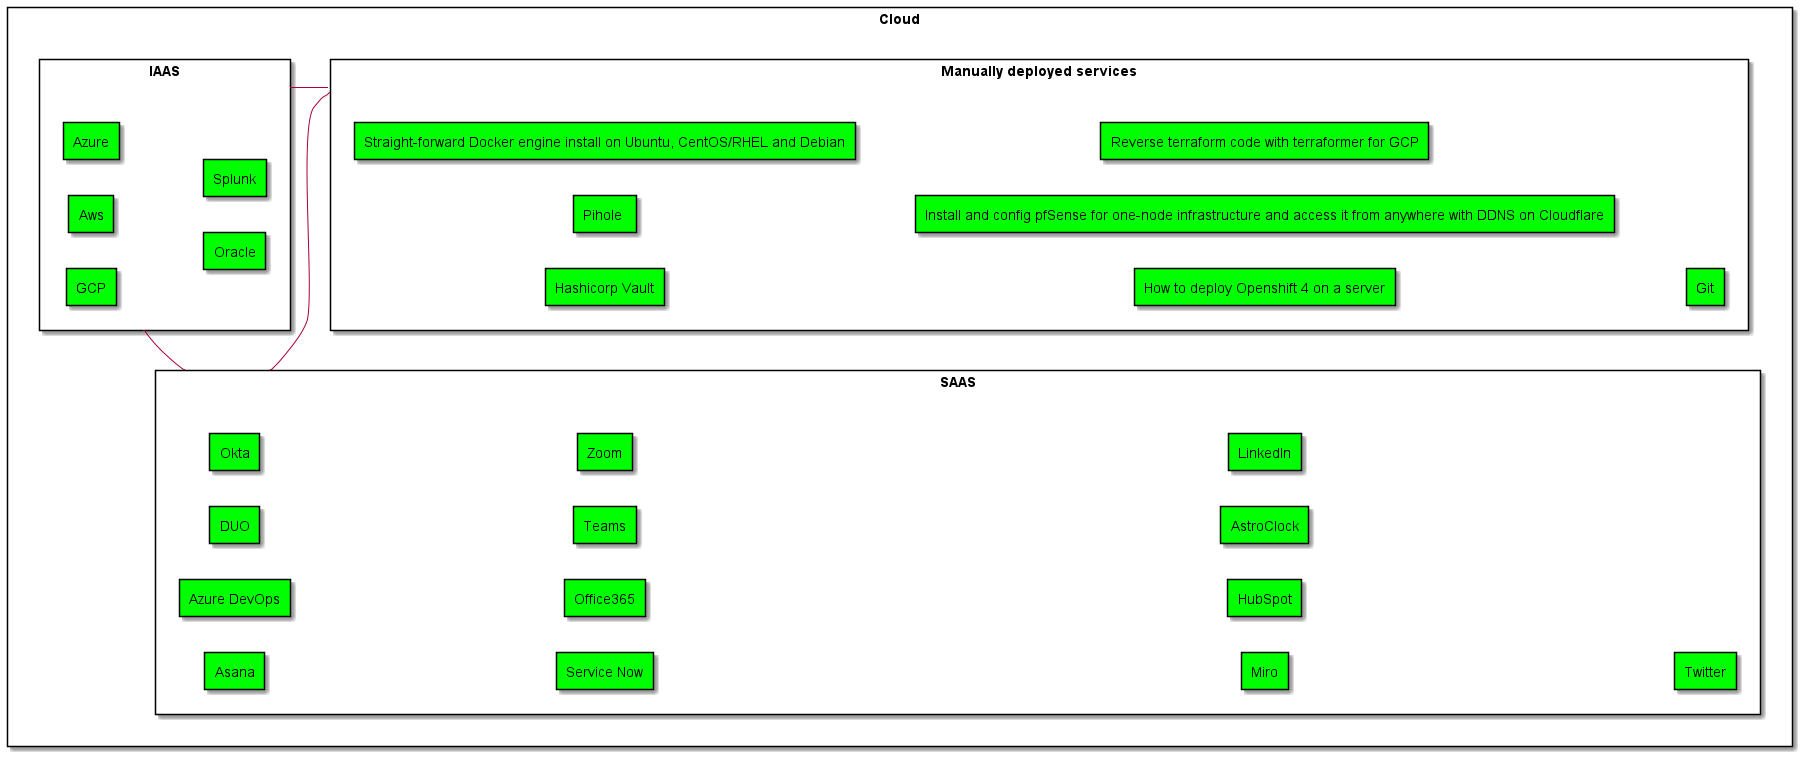 Cloud
IAAS
Azure
Splunk
Aws
Oracle
GCP
Manually deployed services
Straight-forward Docker engine install on Ubuntu, CentOS/RHEL and Debian
Reverse terraform code with terraformer for GCP
Pihole
Install and config pfSense for one-node infrastructure and access it from anywhere with DDNS on Cloudflare
Hashicorp Vault
How to deploy Openshift 4 on a server
Git
SAAS
Okta
Zoom
LinkedIn
DUO
Teams
AstroClock
Azure DevOps
Office365
HubSpot
Asana
Service Now
Miro
Twitter